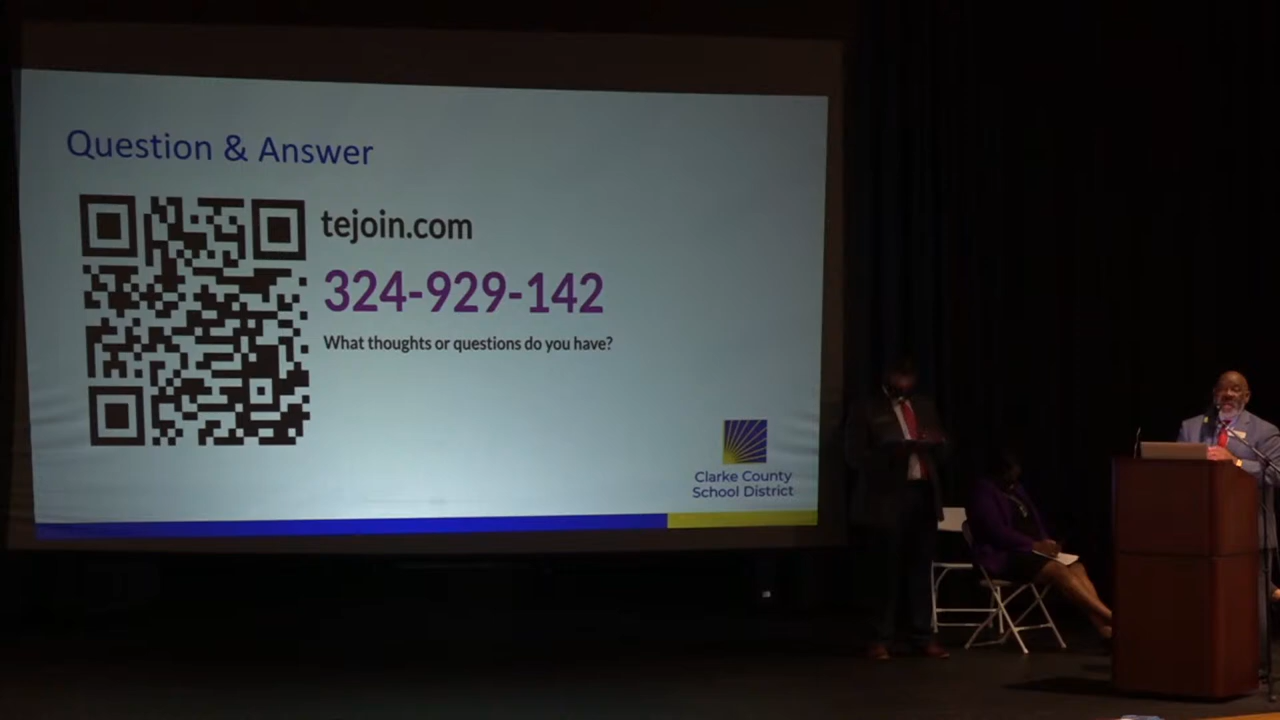 Question & Answer
tejoin.com
324-929-142
What thoughts or questions do you have?
Clarke County
School District